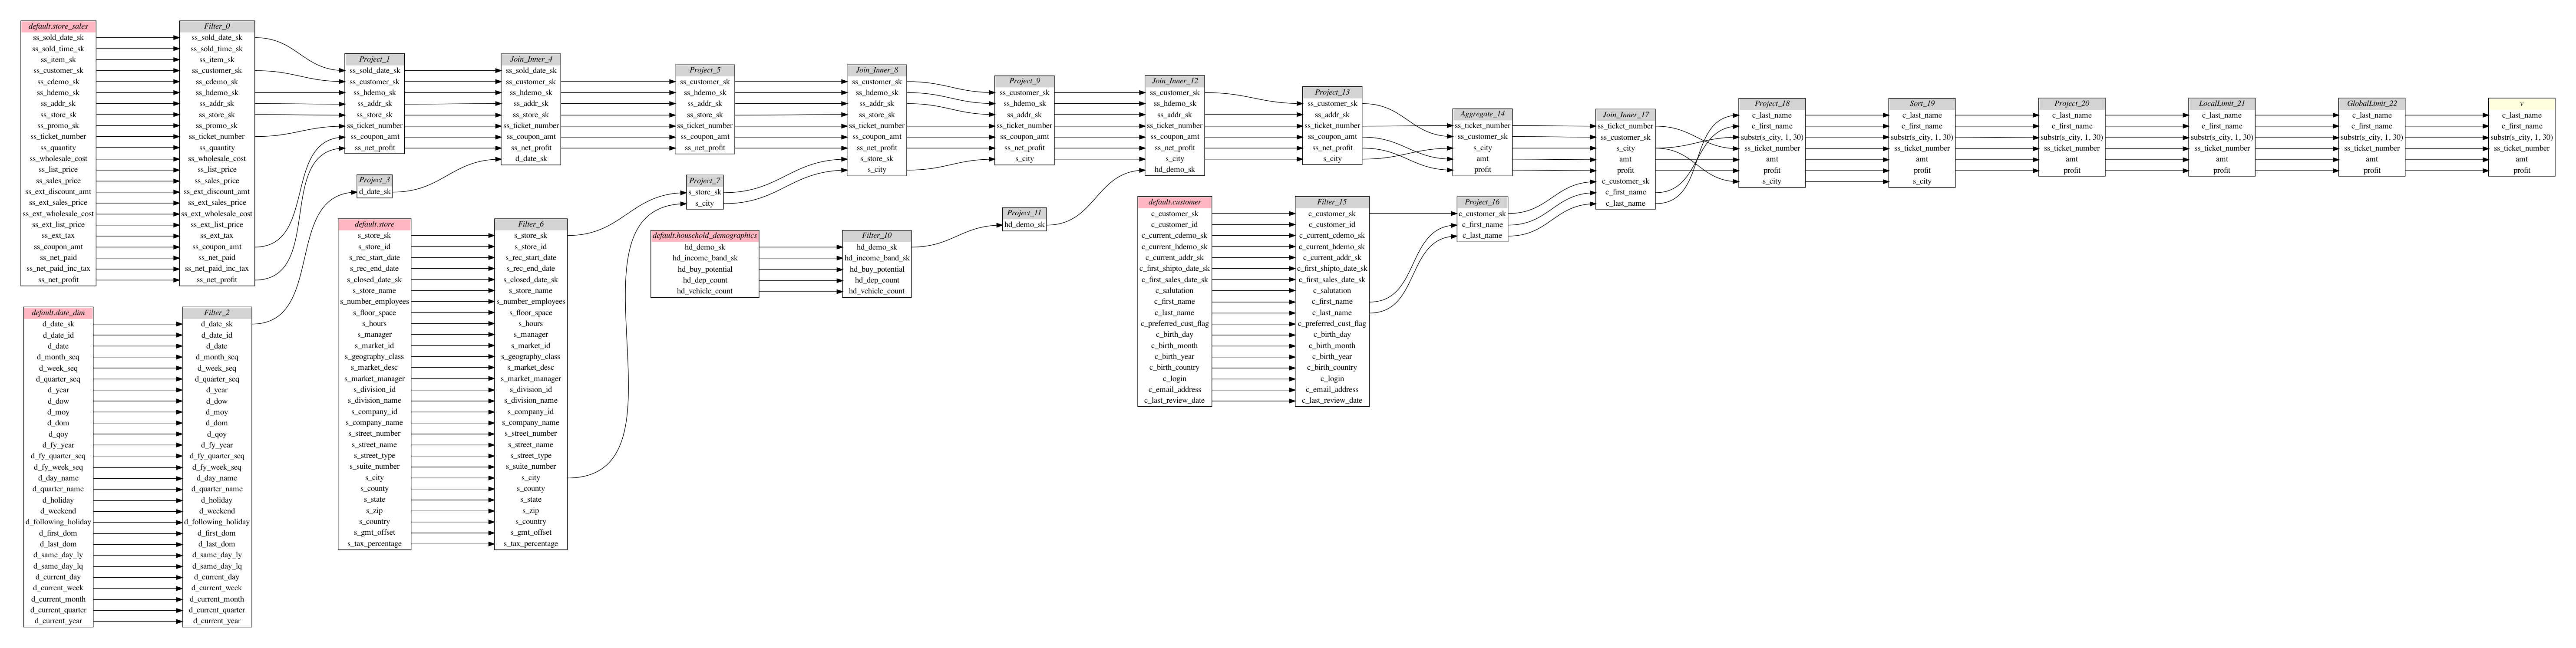 default.store_sales
ss_sold_date_sk
ss_sold_time_sk
ss_item_sk
ss_customer_sk
ss_cdemo_sk
ss_hdemo_sk
ss_addr_sk
ss_store_sk
ss_promo_sk
ss_ticket_number
ss_quantity
ss_wholesale_cost
ss_list_price
ss_sales_price
ss_ext_discount_amt
ss_ext_sales_price
ss_ext_wholesale_cost
ss_ext_list_price
ss_ext_tax
ss_coupon_amt
ss_net_paid
ss_net_paid_inc_tax
ss_net_profit
Filter_0
ss_sold_date_sk
ss_sold_time_sk
ss_item_sk
ss_customer_sk
ss_cdemo_sk
ss_hdemo_sk
ss_addr_sk
ss_store_sk
ss_promo_sk
ss_ticket_number
ss_quantity
ss_wholesale_cost
ss_list_price
ss_sales_price
ss_ext_discount_amt
ss_ext_sales_price
ss_ext_wholesale_cost
ss_ext_list_price
ss_ext_tax
ss_coupon_amt
ss_net_paid
ss_net_paid_inc_tax
ss_net_profit
default.date_dim
d_date_sk
d_date_id
d_date
d_month_seq
d_week_seq
d_quarter_seq
d_year
d_dow
d_moy
d_dom
d_qoy
d_fy_year
d_fy_quarter_seq
d_fy_week_seq
d_day_name
d_quarter_name
d_holiday
d_weekend
d_following_holiday
d_first_dom
d_last_dom
d_same_day_ly
d_same_day_lq
d_current_day
d_current_week
d_current_month
d_current_quarter
d_current_year
Filter_2
d_date_sk
d_date_id
d_date
d_month_seq
d_week_seq
d_quarter_seq
d_year
d_dow
d_moy
d_dom
d_qoy
d_fy_year
d_fy_quarter_seq
d_fy_week_seq
d_day_name
d_quarter_name
d_holiday
d_weekend
d_following_holiday
d_first_dom
d_last_dom
d_same_day_ly
d_same_day_lq
d_current_day
d_current_week
d_current_month
d_current_quarter
d_current_year
Project_1
ss_sold_date_sk
ss_customer_sk
ss_hdemo_sk
ss_addr_sk
ss_store_sk
ss_ticket_number
ss_coupon_amt
ss_net_profit
Project_3
d_date_sk
default.store
s_store_sk
s_store_id
s_rec_start_date
s_rec_end_date
s_closed_date_sk
s_store_name
s_number_employees
s_floor_space
s_hours
s_manager
s_market_id
s_geography_class
s_market_desc
s_market_manager
s_division_id
s_division_name
s_company_id
s_company_name
s_street_number
s_street_name
s_street_type
s_suite_number
s_city
s_county
s_state
s_zip
s_country
s_gmt_offset
s_tax_percentage
Join_Inner_4
ss_sold_date_sk
ss_customer_sk
ss_hdemo_sk
ss_addr_sk
ss_store_sk
ss_ticket_number
ss_coupon_amt
ss_net_profit
d_date_sk
Filter_6
s_store_sk
s_store_id
s_rec_start_date
s_rec_end_date
s_closed_date_sk
s_store_name
s_number_employees
s_floor_space
s_hours
s_manager
s_market_id
s_geography_class
s_market_desc
s_market_manager
s_division_id
s_division_name
s_company_id
s_company_name
s_street_number
s_street_name
s_street_type
s_suite_number
s_city
s_county
s_state
s_zip
s_country
s_gmt_offset
s_tax_percentage
Project_5
ss_customer_sk
ss_hdemo_sk
ss_addr_sk
ss_store_sk
ss_ticket_number
ss_coupon_amt
ss_net_profit
Project_7
s_store_sk
s_city
default.household_demographics
hd_demo_sk
hd_income_band_sk
hd_buy_potential
hd_dep_count
hd_vehicle_count
Join_Inner_8
ss_customer_sk
ss_hdemo_sk
ss_addr_sk
ss_store_sk
ss_ticket_number
ss_coupon_amt
ss_net_profit
s_store_sk
s_city
Filter_10
hd_demo_sk
hd_income_band_sk
hd_buy_potential
hd_dep_count
hd_vehicle_count
Project_9
ss_customer_sk
ss_hdemo_sk
ss_addr_sk
ss_ticket_number
ss_coupon_amt
ss_net_profit
s_city
Project_11
hd_demo_sk
Join_Inner_12
ss_customer_sk
ss_hdemo_sk
ss_addr_sk
ss_ticket_number
ss_coupon_amt
ss_net_profit
s_city
hd_demo_sk
default.customer
c_customer_sk
c_customer_id
c_current_cdemo_sk
c_current_hdemo_sk
c_current_addr_sk
c_first_shipto_date_sk
c_first_sales_date_sk
c_salutation
c_first_name
c_last_name
c_preferred_cust_flag
c_birth_day
c_birth_month
c_birth_year
c_birth_country
c_login
c_email_address
c_last_review_date
Project_13
ss_customer_sk
ss_addr_sk
ss_ticket_number
ss_coupon_amt
ss_net_profit
s_city
Filter_15
c_customer_sk
c_customer_id
c_current_cdemo_sk
c_current_hdemo_sk
c_current_addr_sk
c_first_shipto_date_sk
c_first_sales_date_sk
c_salutation
c_first_name
c_last_name
c_preferred_cust_flag
c_birth_day
c_birth_month
c_birth_year
c_birth_country
c_login
c_email_address
c_last_review_date
Aggregate_14
ss_ticket_number
ss_customer_sk
s_city
amt
profit
Project_16
c_customer_sk
c_first_name
c_last_name
Join_Inner_17
ss_ticket_number
ss_customer_sk
s_city
amt
profit
c_customer_sk
c_first_name
c_last_name
Project_18
c_last_name
c_first_name
substr(s_city, 1, 30)
ss_ticket_number
amt
profit
s_city
Sort_19
c_last_name
c_first_name
substr(s_city, 1, 30)
ss_ticket_number
amt
profit
s_city
Project_20
c_last_name
c_first_name
substr(s_city, 1, 30)
ss_ticket_number
amt
profit
LocalLimit_21
c_last_name
c_first_name
substr(s_city, 1, 30)
ss_ticket_number
amt
profit
GlobalLimit_22
c_last_name
c_first_name
substr(s_city, 1, 30)
ss_ticket_number
amt
profit
v
c_last_name
c_first_name
substr(s_city, 1, 30)
ss_ticket_number
amt
profit